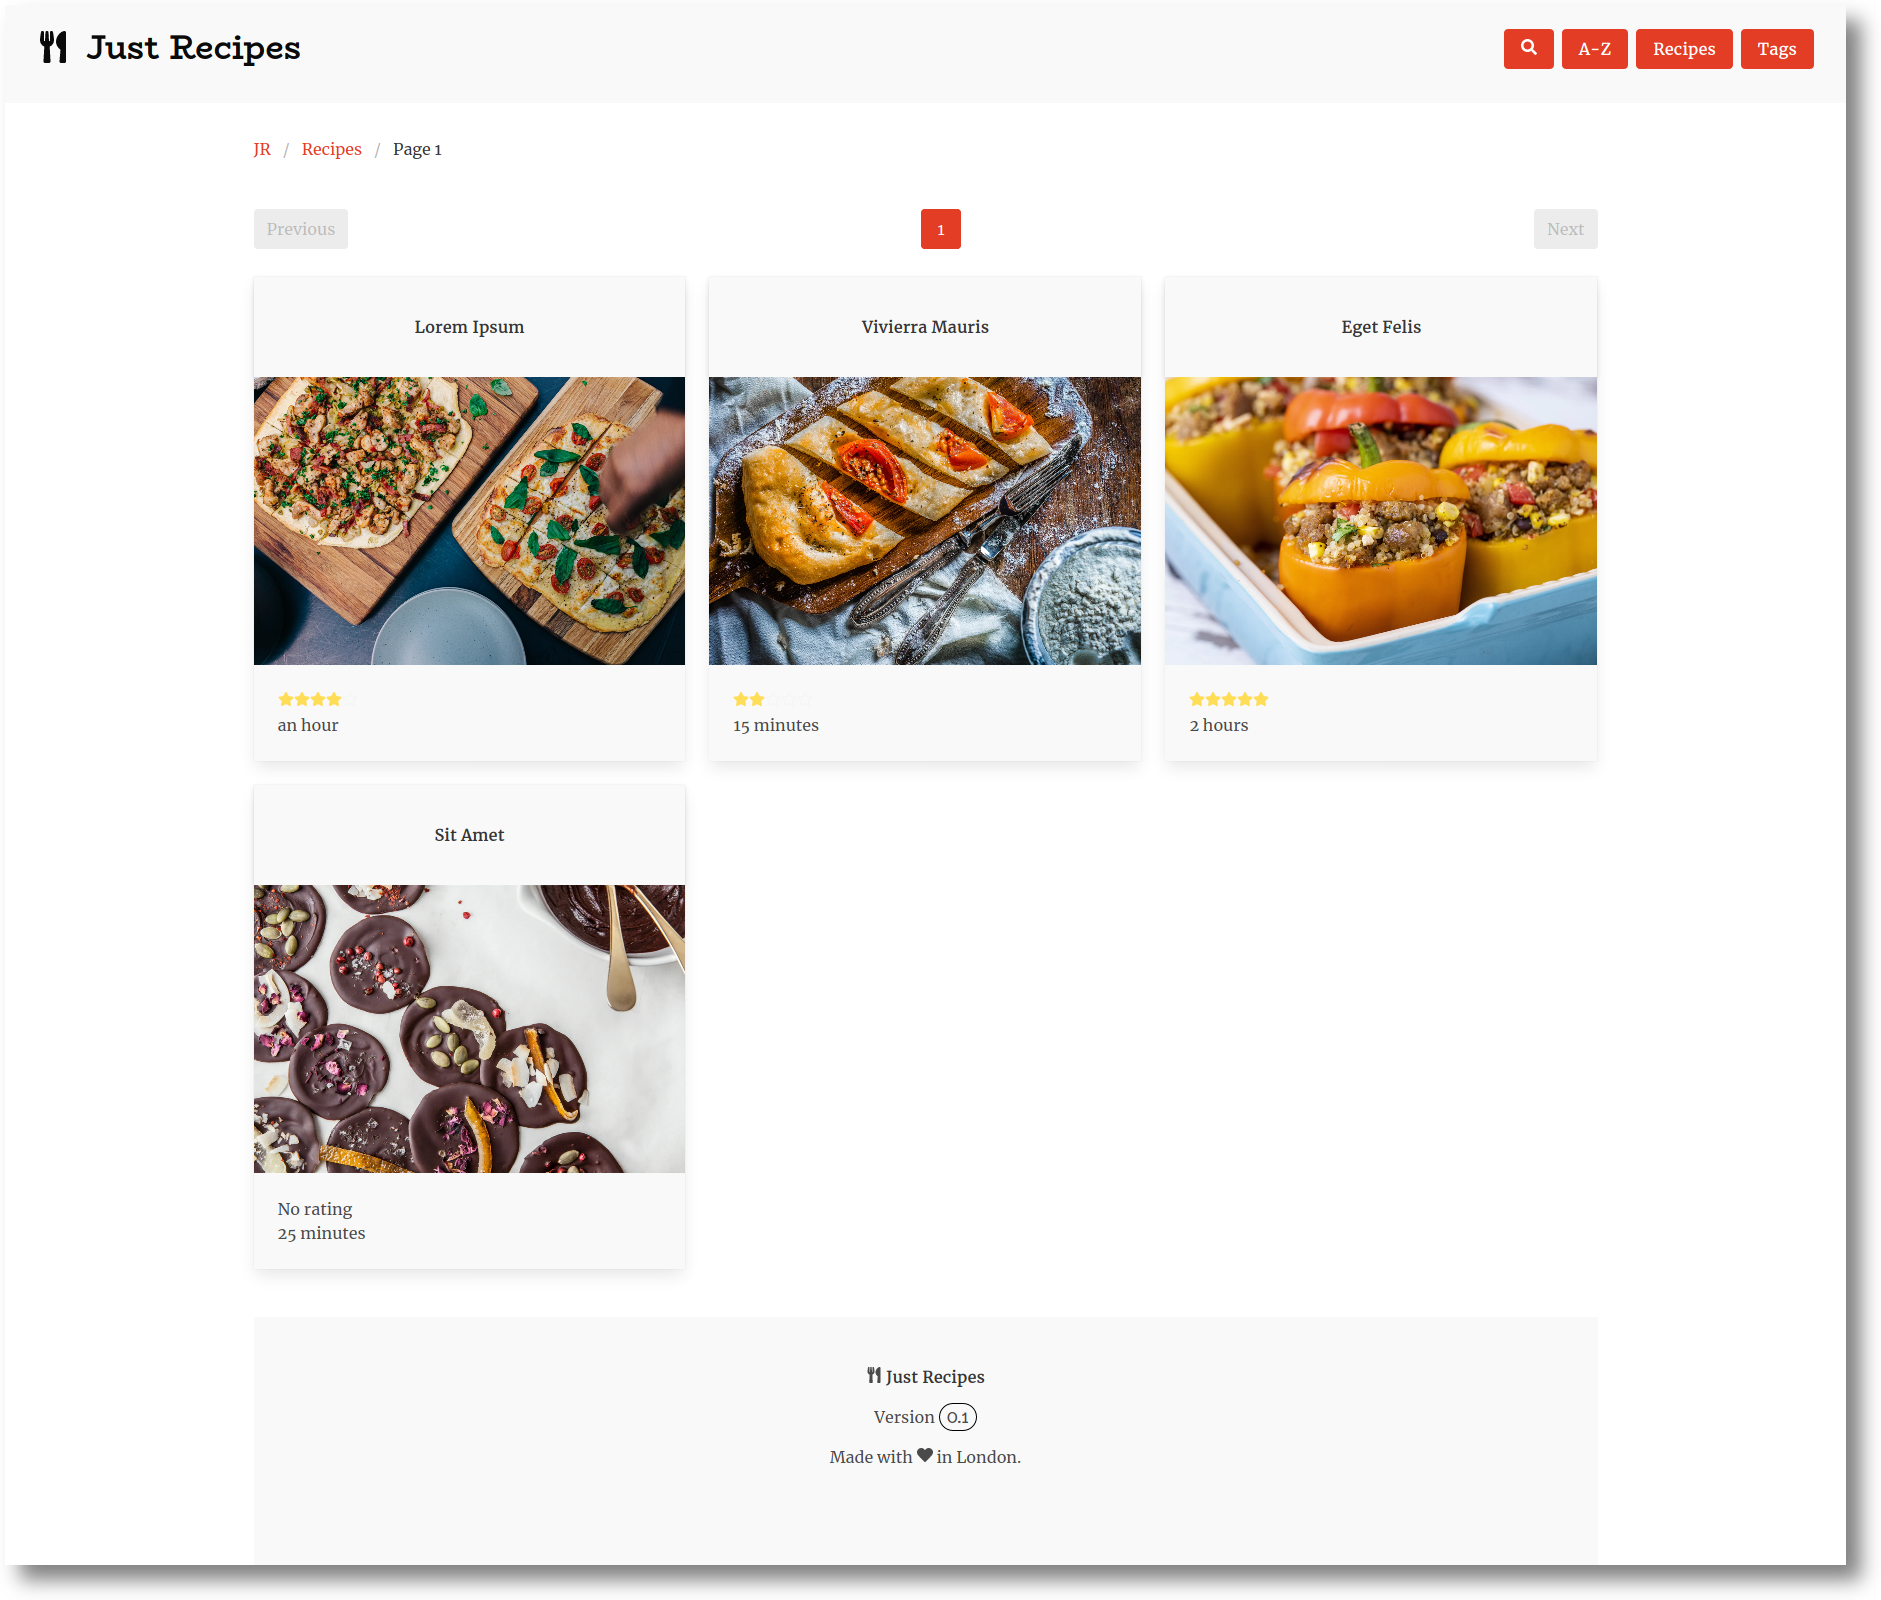 Just Recipes
A-Z
Recipes
Tags
JR / Recipes / Page 1
Previous
1
Next
Lorem Ipsum
Vivierra Mauris
Eget Felis
an hour
15 minutes
2 hours
Sit Amet
No rating
25 minutes
Just Recipes
Version 0.1
Made with ♥ in London.